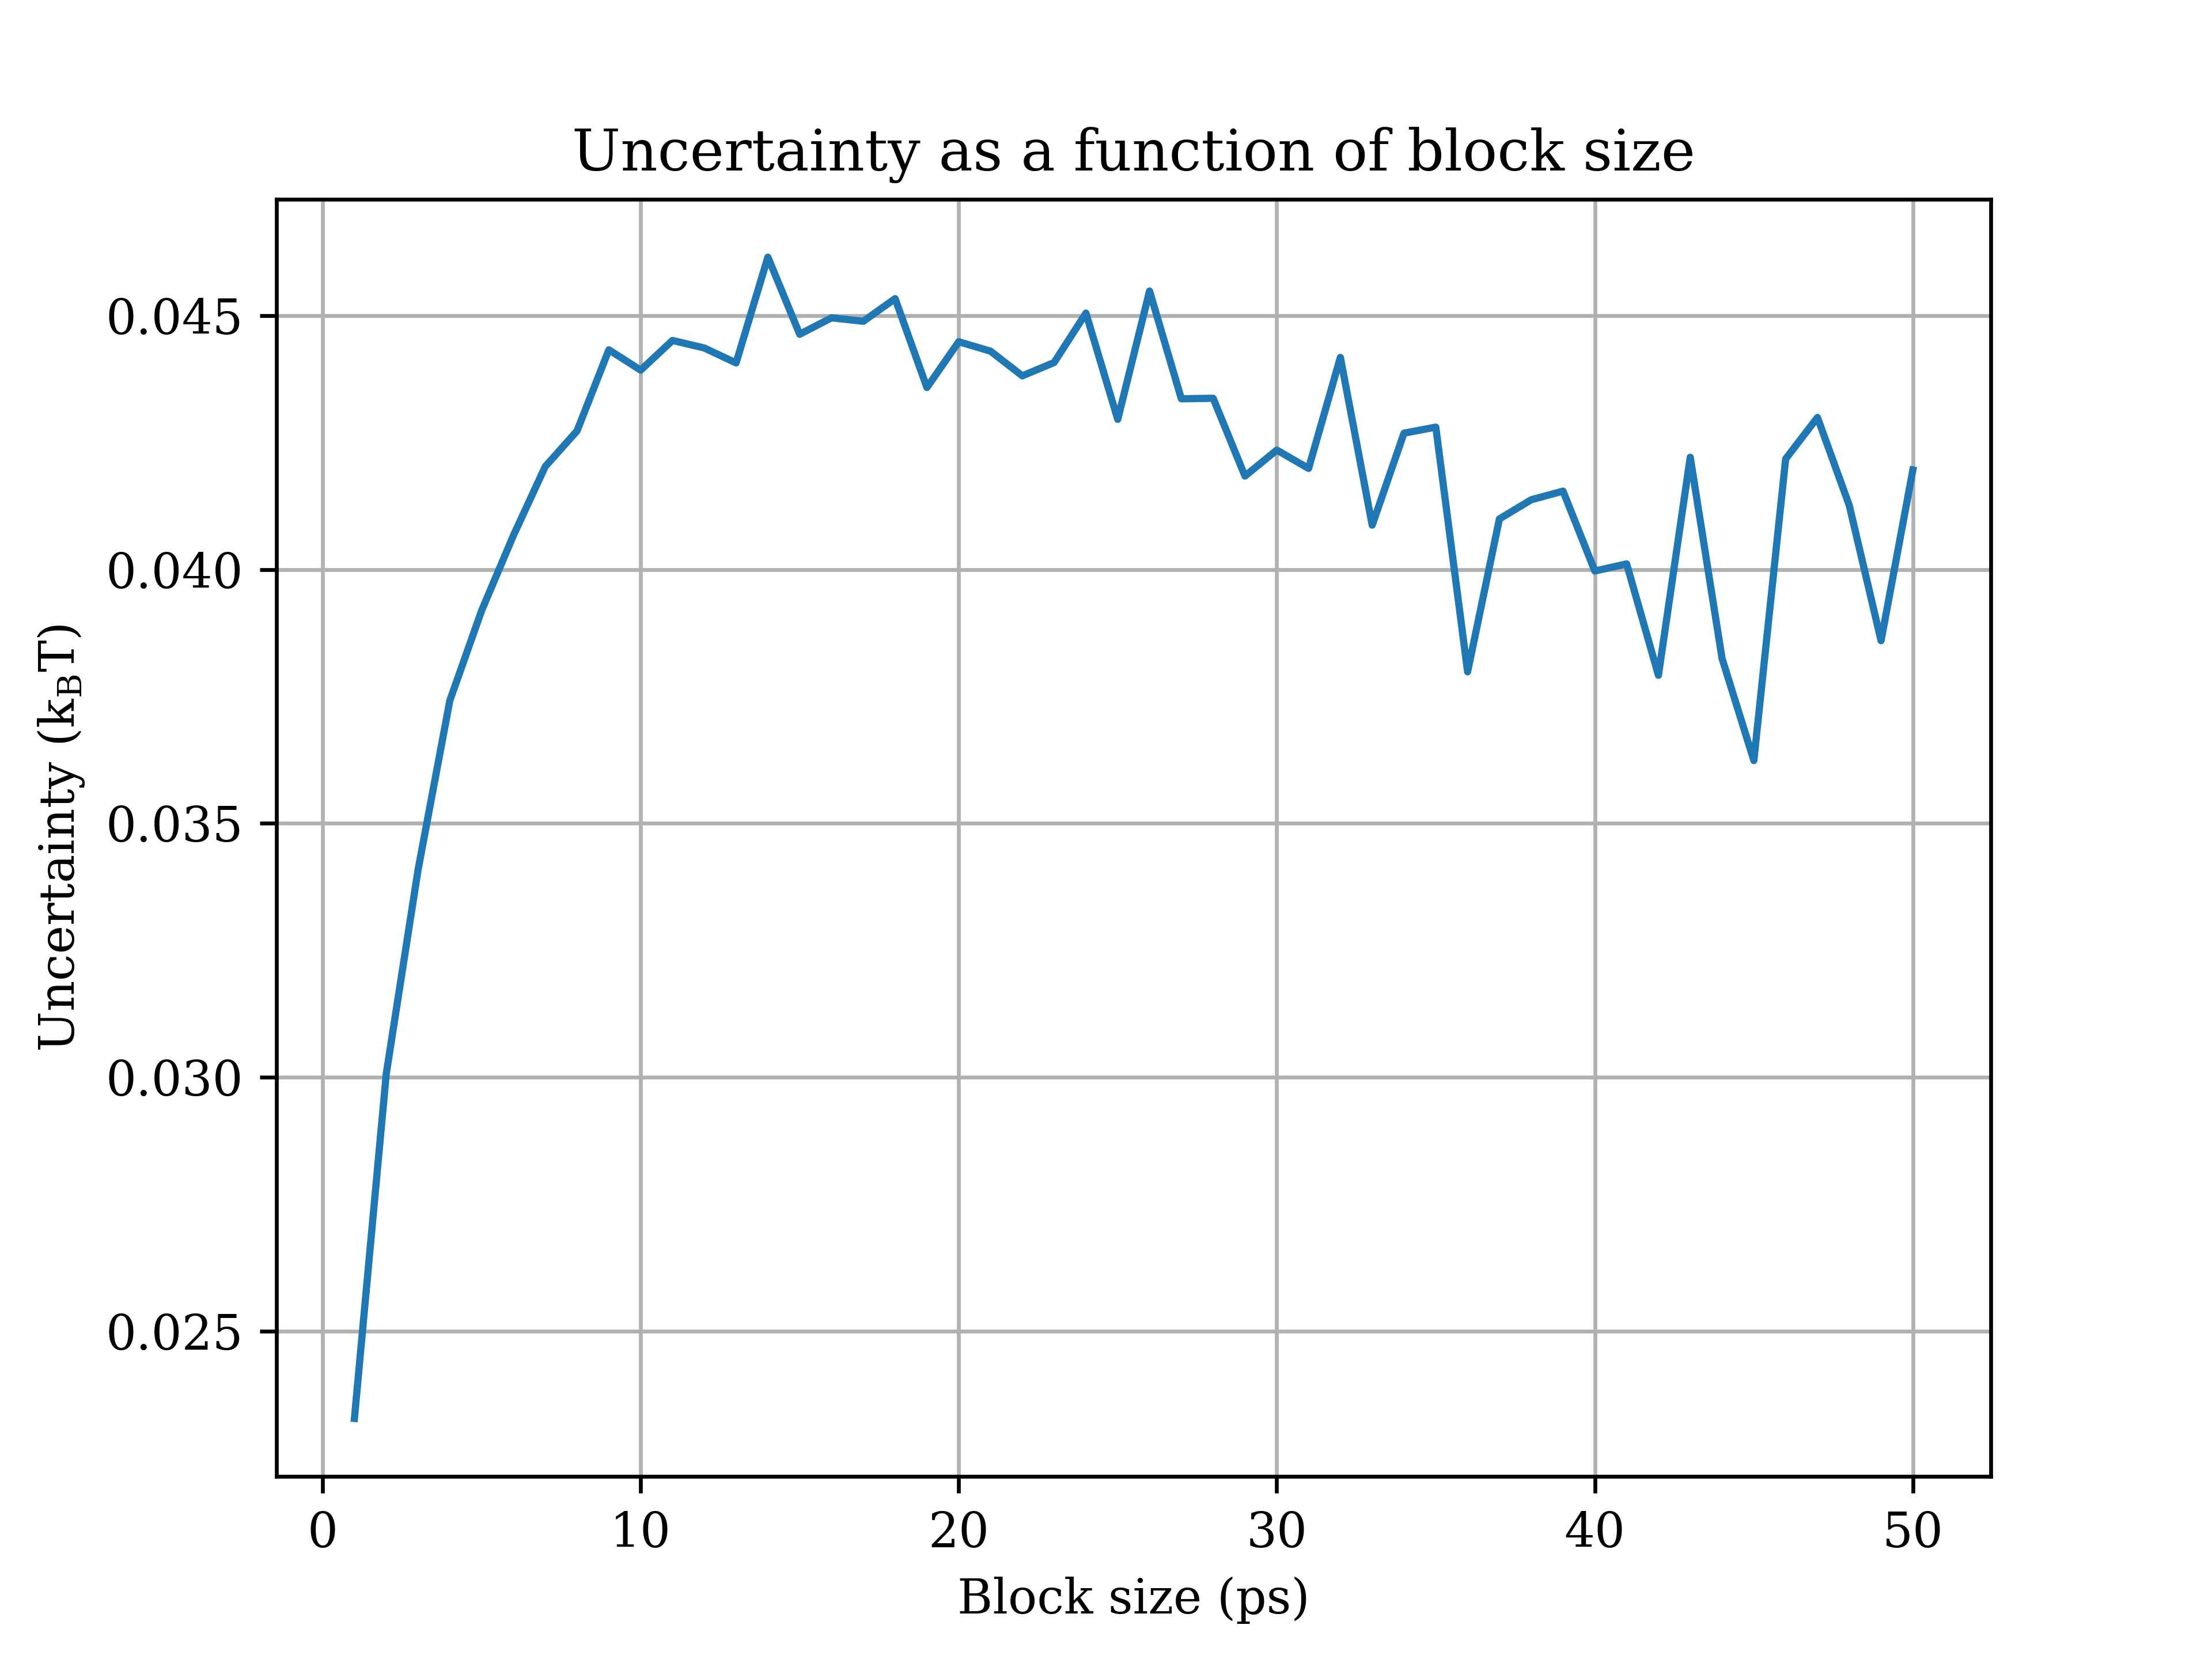 Uncertainty as a function of block size
Uncertainty (k_BT)
0.045
0.040
0.035
0.030
0.025
0 10 20 30 40 50
Block size (ps)